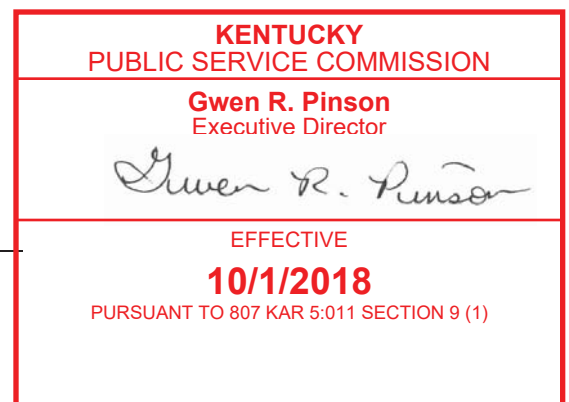 KENTUCKY
PUBLIC SERVICE COMMISSION
Gwen R. Pinson
Executive Director
Gwen R. Pinson
EFFECTIVE
10/1/2018
PURSUANT TO 807 KAR 5:011 SECTION 9 (1)